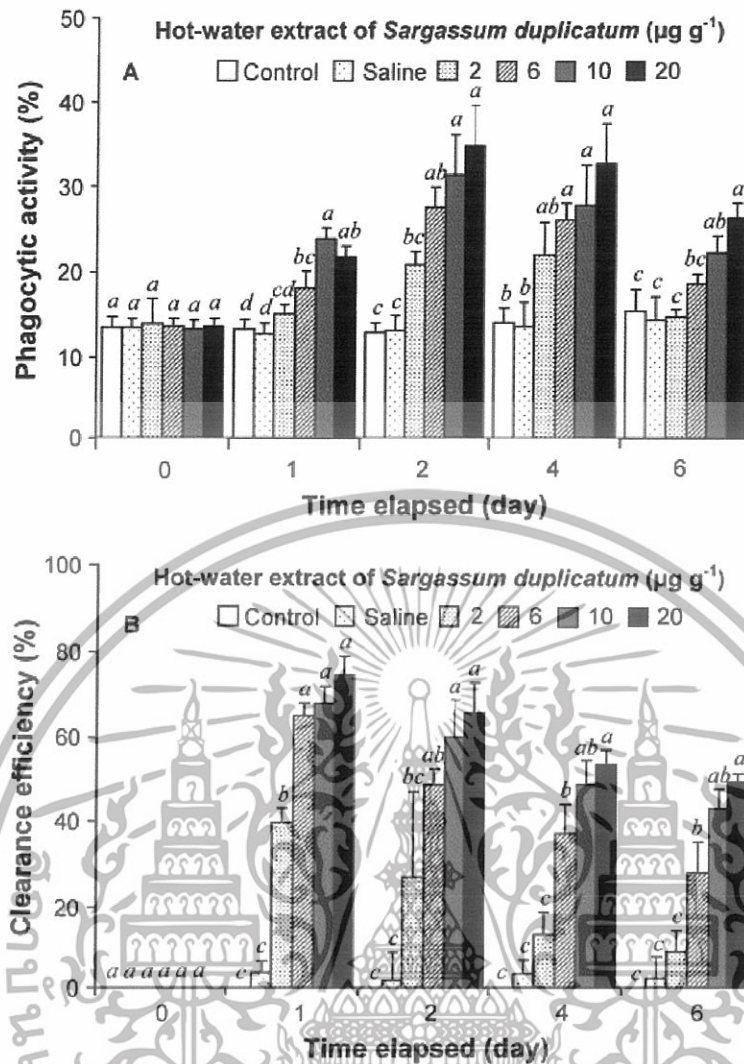 50
Hot-water extract of Sargassum duplicatum (µg g⁻¹)
A
Control Saline 2 6 10 20
40
30
20
10
0
Phagocytic activity (%)
a a a a a a
d d cd bc a ab
c c bc ab a a
b b ab a a a
c c c bc ab a
0 1 2 4 6
Time elapsed (day)
100
Hot-water extract of Sargassum duplicatum (µg g⁻¹)
B
Control Saline 2 6 10 20
80
60
40
20
0
Clearance efficiency (%)
a a a a a a
c c b a a a
c c bc ab a a
c c c b ab a
c c c b ab a
0 1 2 4 6
Time elapsed (day)